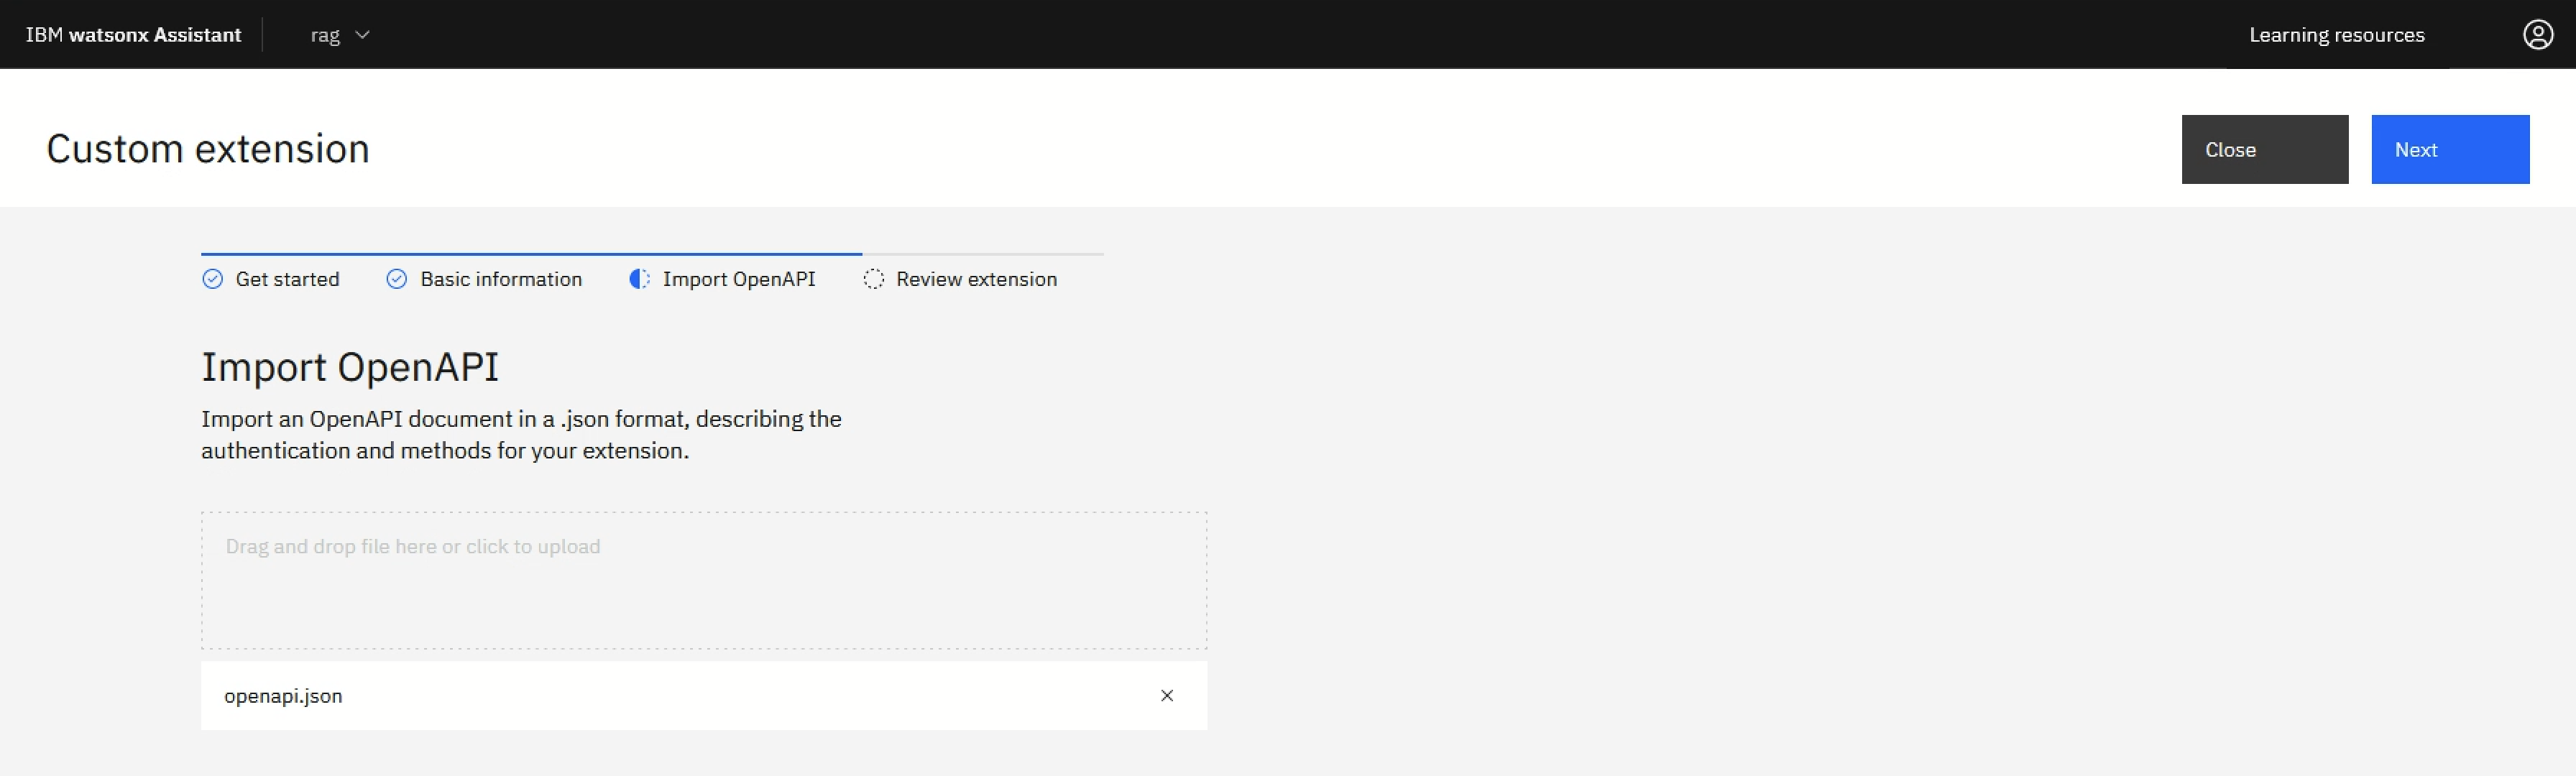 IBM watsonx Assistant
rag
Learning resources
Custom extension
Close
Next
Get started
Basic information
Import OpenAPI
Review extension
Import OpenAPI
Import an OpenAPI document in a .json format, describing the
authentication and methods for your extension.
Drag and drop file here or click to upload
openapi.json